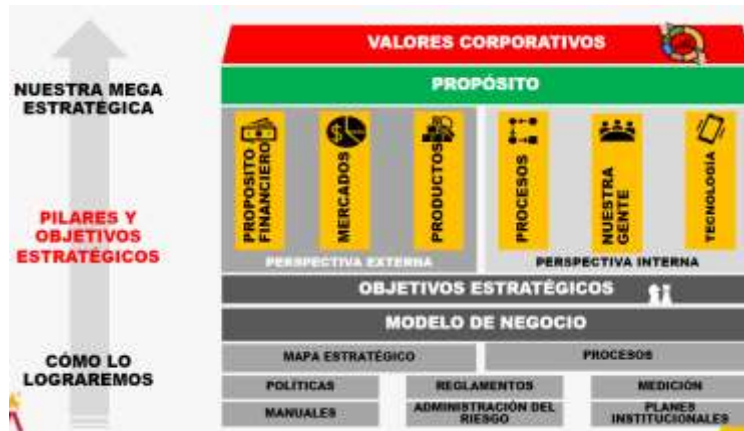 VALORES CORPORATIVOS
PROPÓSITO
NUESTRA MEGA
ESTRATÉGICA
PROPOSITO
FINANCIERO
MERCADOS
PRODUCTOS
PROCESOS
NUESTRA
GENTE
TECNOLOGÍA
PILARES Y
OBJETIVOS
ESTRATÉGICOS
PERSPECTIVA EXTERNA
PERSPECTIVA INTERNA
OBJETIVOS ESTRATÉGICOS
MODELO DE NEGOCIO
CÓMO LO
LOGRAREMOS
MAPA ESTRATÉGICO
PROCESOS
POLÍTICAS
REGLAMENTOS
MEDICIÓN
MANUALES
ADMINISTRACIÓN DEL
RIESGO
PLANES
INSTITUCIONALES